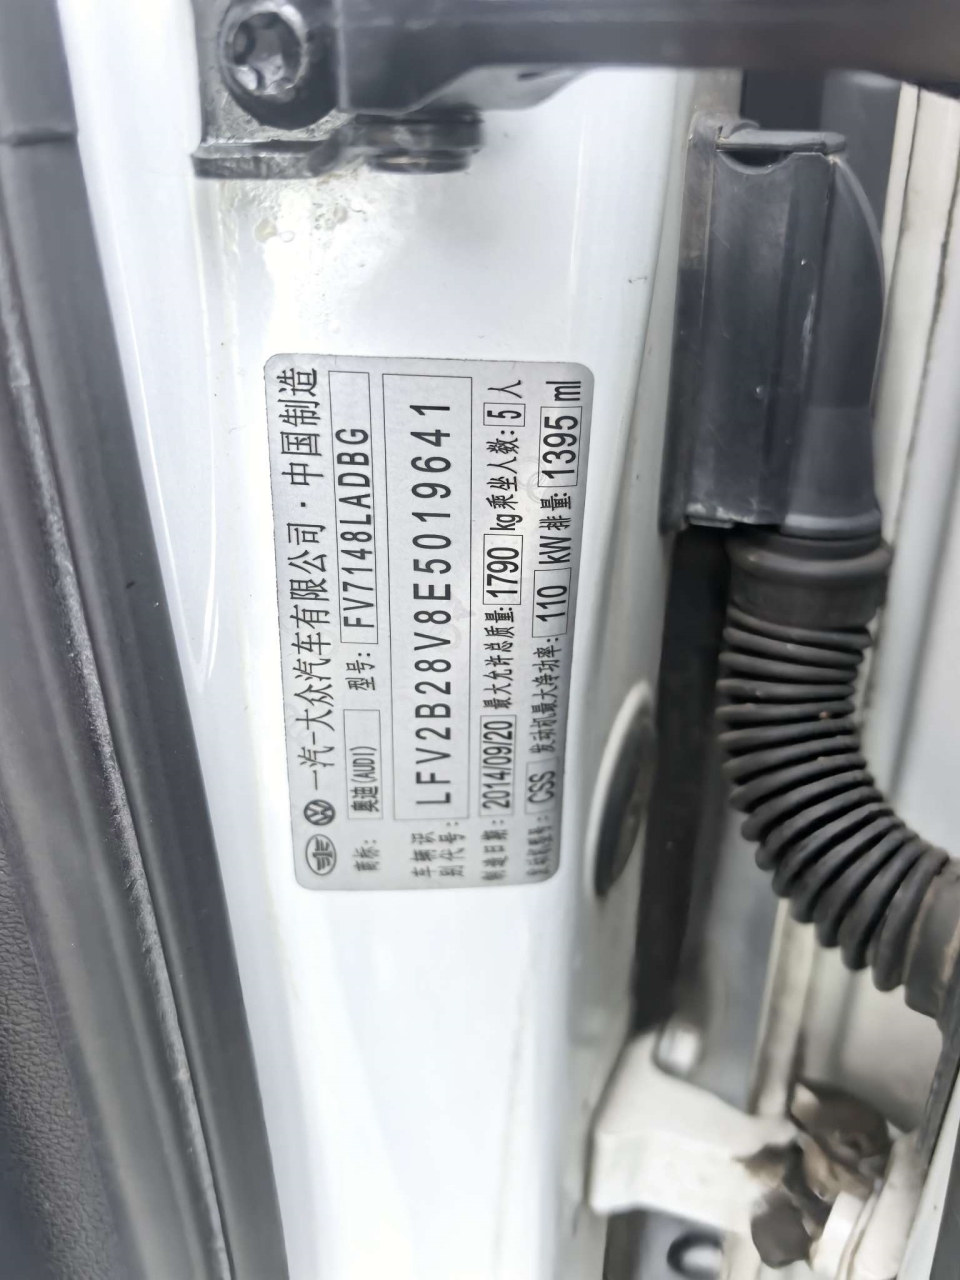 一汽-大众汽车有限公司·中国制造
商标: 奥迪(AUDI) 型号: FV7148LADBG
车辆识别代号: LFV2B28V8E5019641
制造日期: 2014/09/20 最大允许总质量: 1790 kg 乘坐人数: 5 人
发动机型号: CSS 发动机最大净功率: 110 kW 排量: 1395 ml